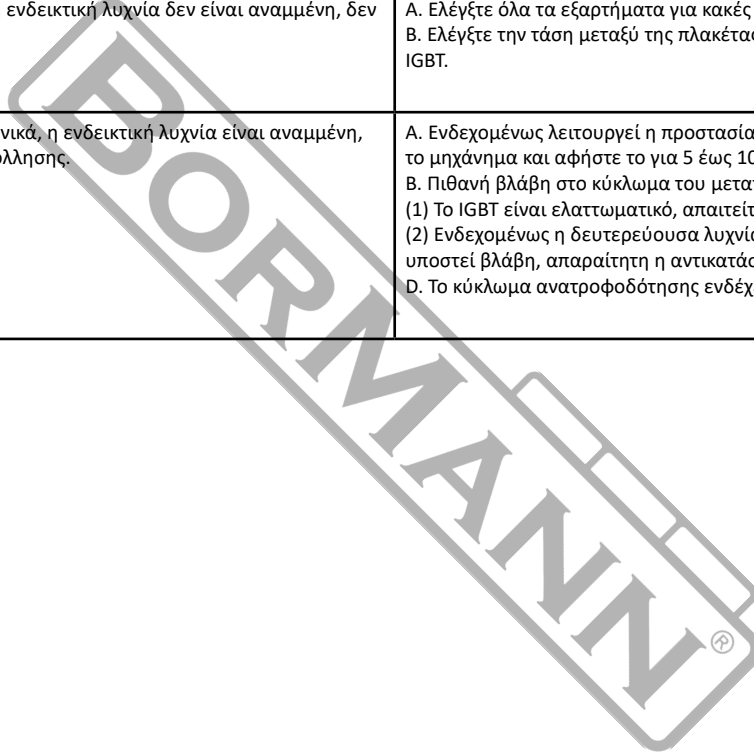 ενδεικτική λυχνία δεν είναι αναμμένη, δεν
Α. Ελέγξτε όλα τα εξαρτήματα για κακές
Β. Ελέγξτε την τάση μεταξύ της πλακέτας
IGBT.
νικά, η ενδεικτική λυχνία είναι αναμμένη,
όλλησης.
Α. Ενδεχομένως λειτουργεί η προστασία
το μηχάνημα και αφήστε το για 5 έως 10
Β. Πιθανή βλάβη στο κύκλωμα του μετα
(1) Το IGBT είναι ελαττωματικό, απαιτείτ
(2) Ενδεχομένως η δευτερεύουσα λυχνία
υποστεί βλάβη, απαραίτητη η αντικατάσ
D. Το κύκλωμα ανατροφοδότησης ενδέχ
BORMANN®